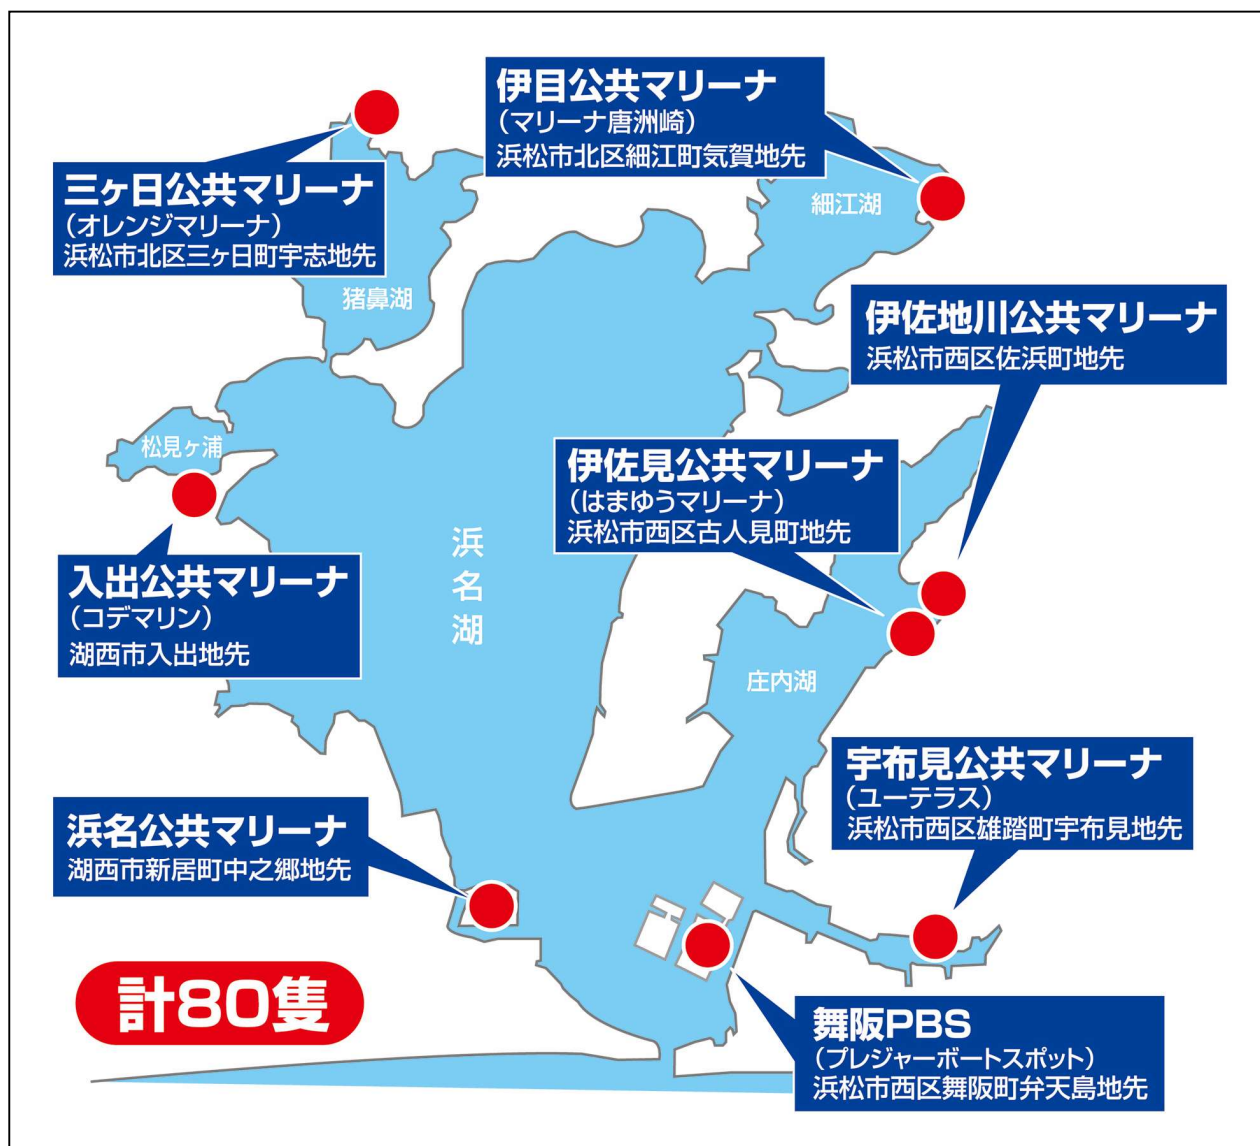 伊目公共マリーナ
（マリーナ唐洲崎）
浜松市北区細江町気賀地先
三ヶ日公共マリーナ
（オレンジマリーナ）
浜松市北区三ヶ日町宇志地先
細江湖
猪鼻湖
伊佐地川公共マリーナ
浜松市西区佐浜町地先
松見ヶ浦
伊佐見公共マリーナ
（はまゆうマリーナ）
浜松市西区古人見町地先
浜名湖
入出公共マリーナ
（コデマリン）
湖西市入出地先
庄内湖
宇布見公共マリーナ
（ユーテラス）
浜松市西区雄踏町宇布見地先
浜名公共マリーナ
湖西市新居町中之郷地先
計80隻
舞阪PBS
（プレジャーボートスポット）
浜松市西区舞阪町弁天島地先